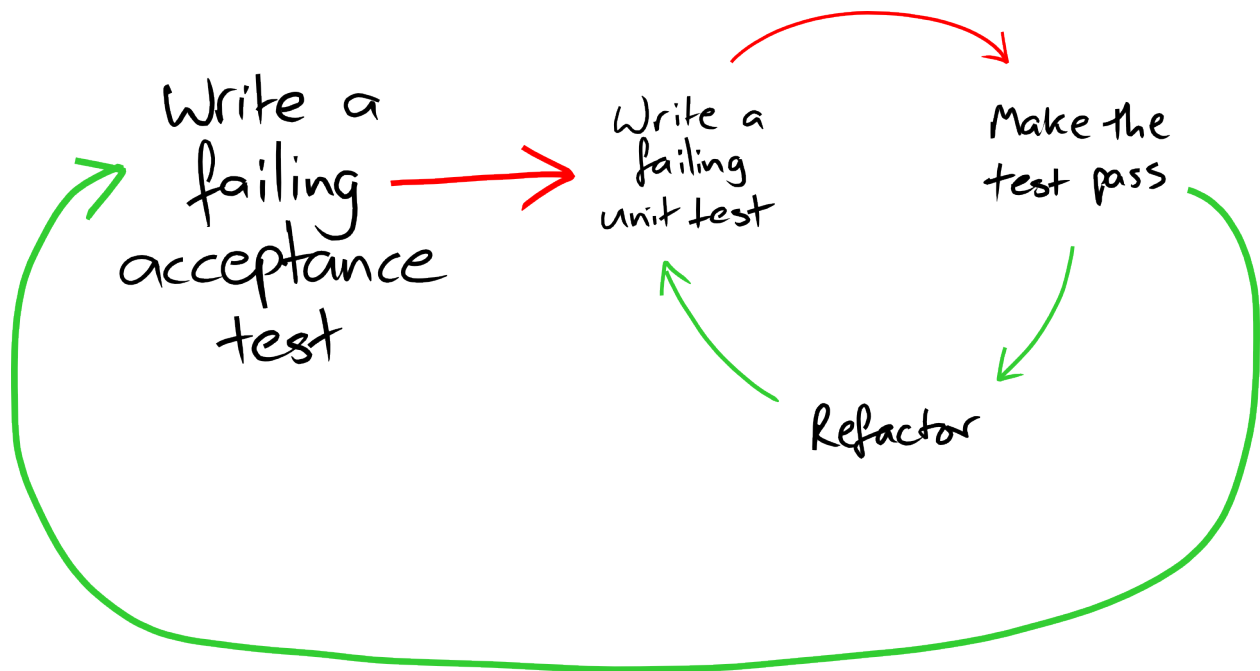 Write a
failing
acceptance
test
Write a
failing
unit test
Make the
test pass
Refactor